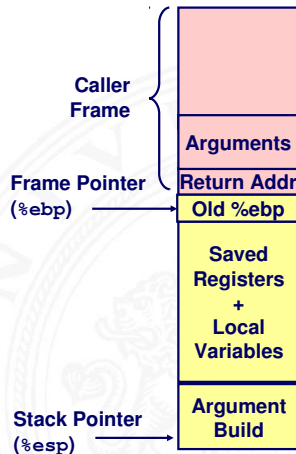 Caller
Frame
Arguments
Return Addr
Frame Pointer
(%ebp)
Old %ebp
Saved
Registers
+
Local
Variables
Argument
Build
Stack Pointer
(%esp)